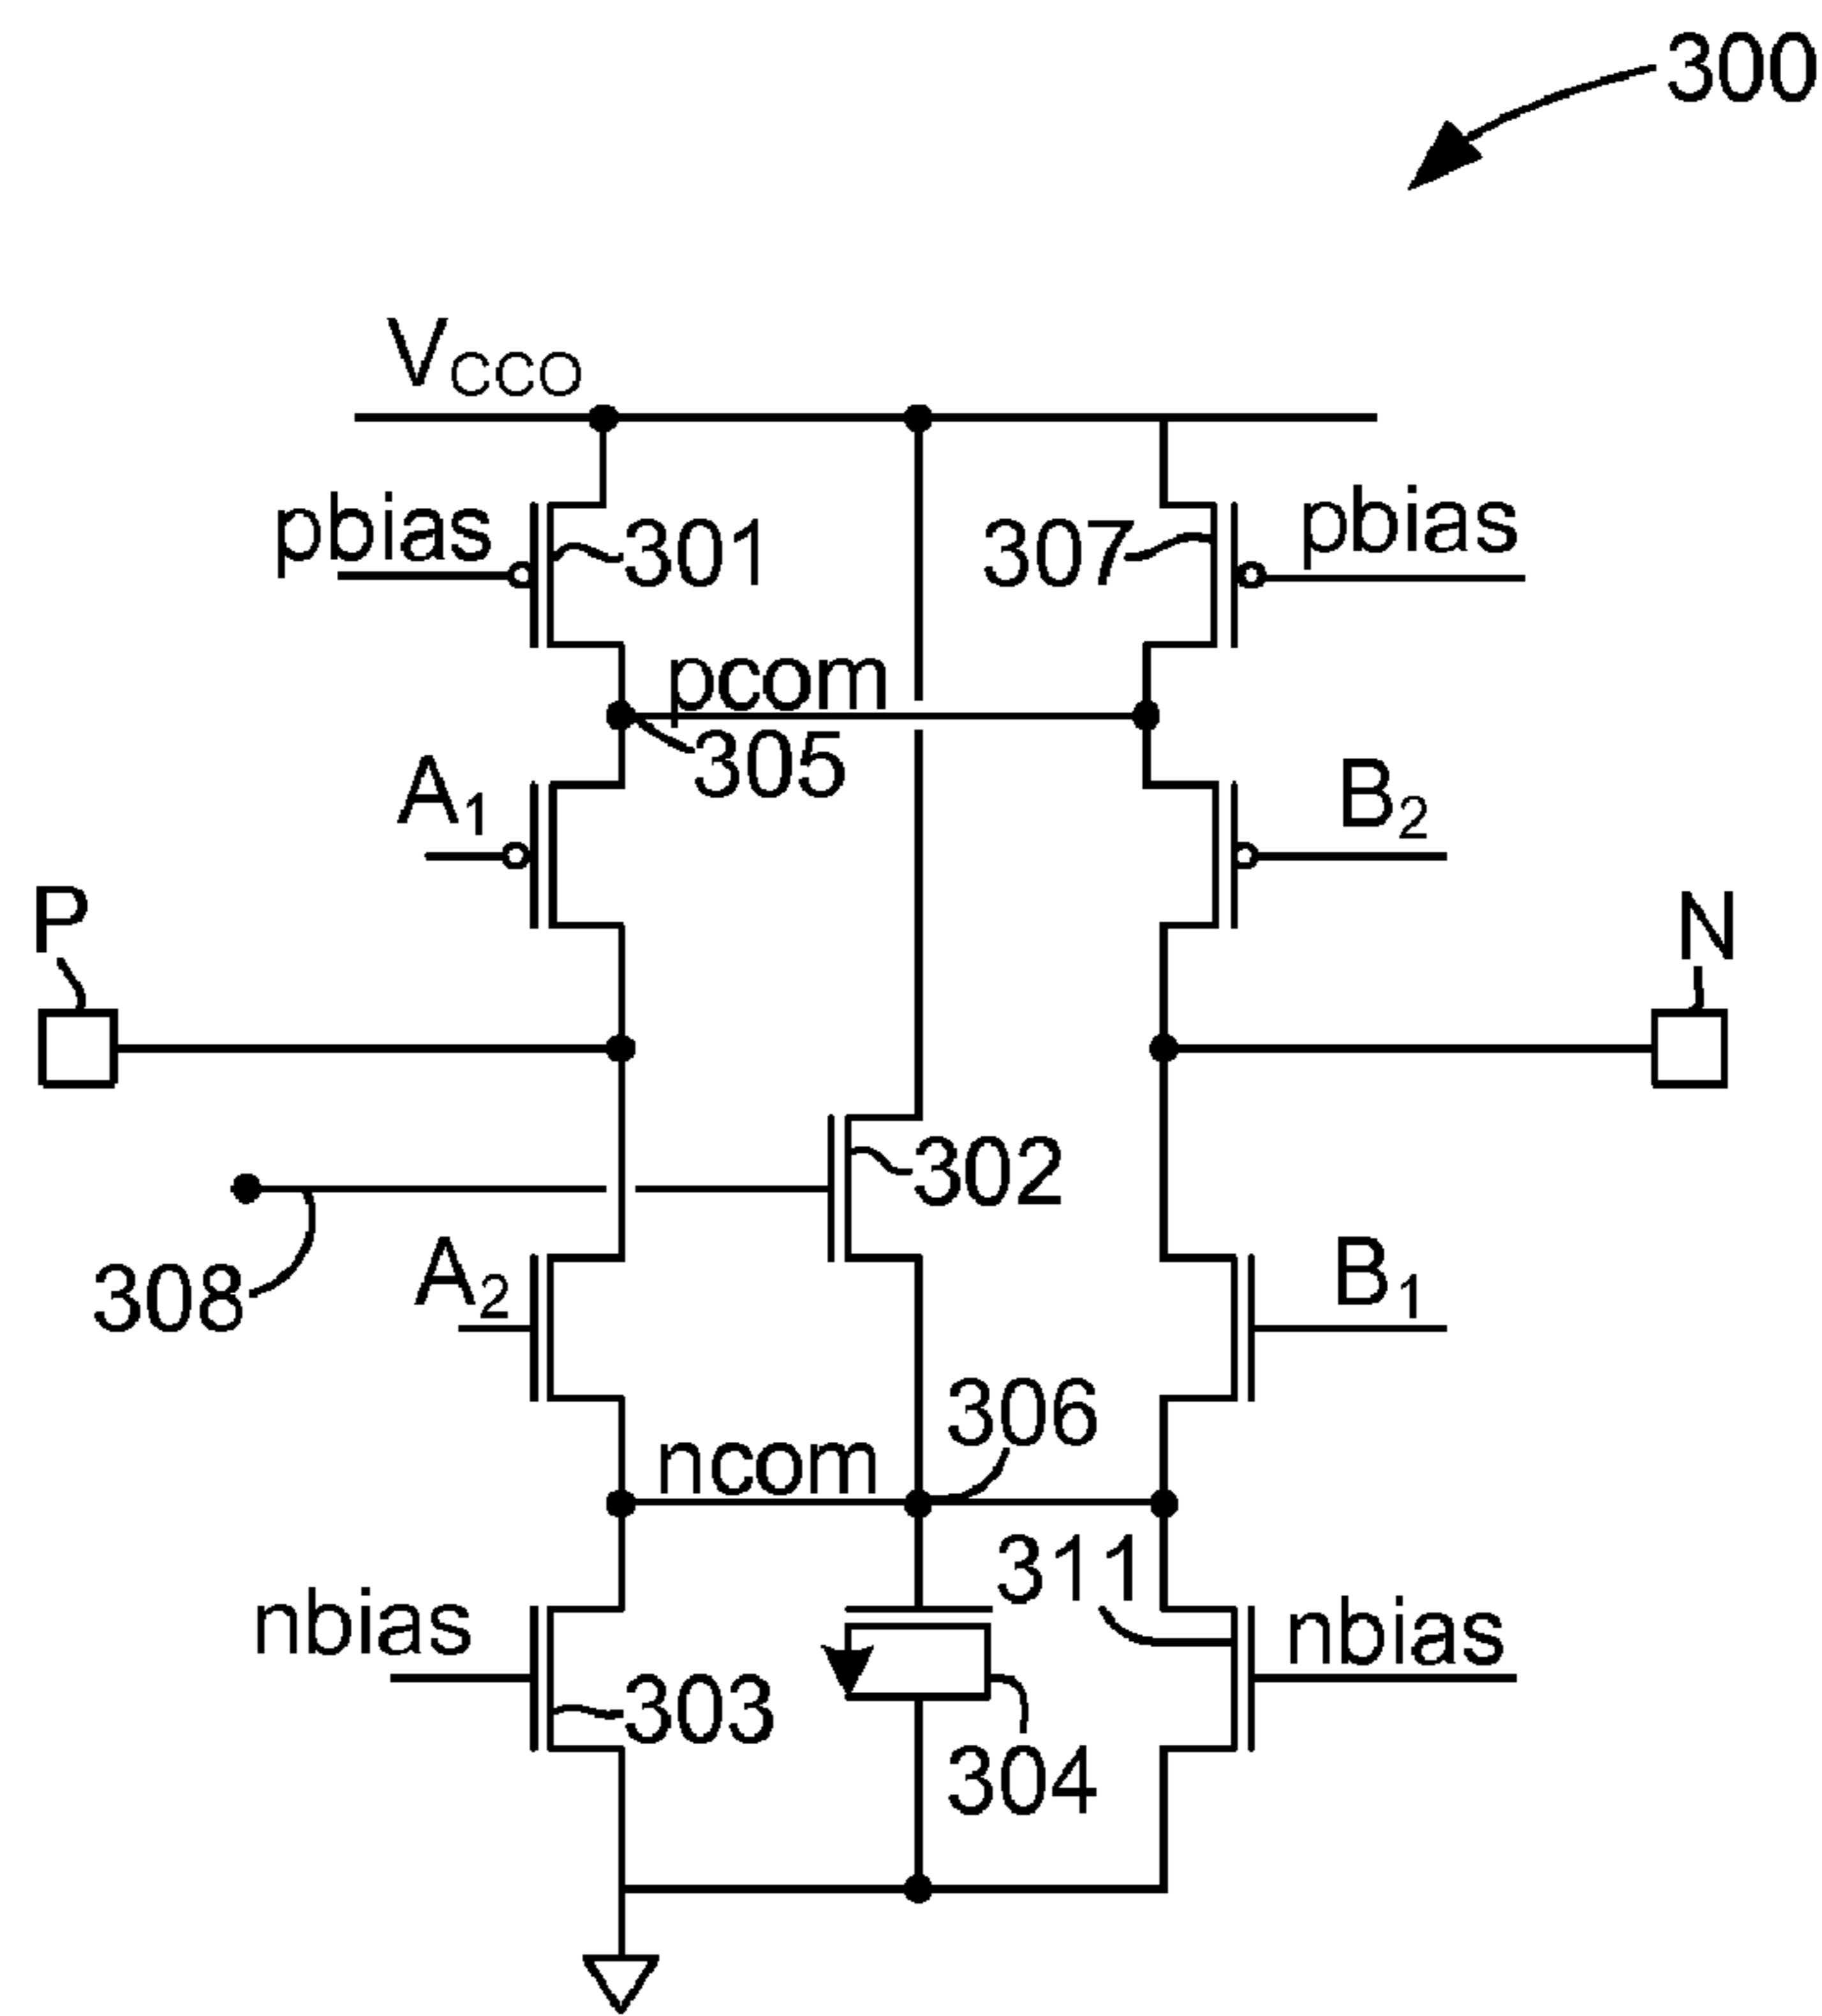 300
V_CCO
pbias
301
307
pbias
pcom
305
A₁
B₂
P
N
302
308
A₂
B₁
306
ncom
311
nbias
nbias
303
304